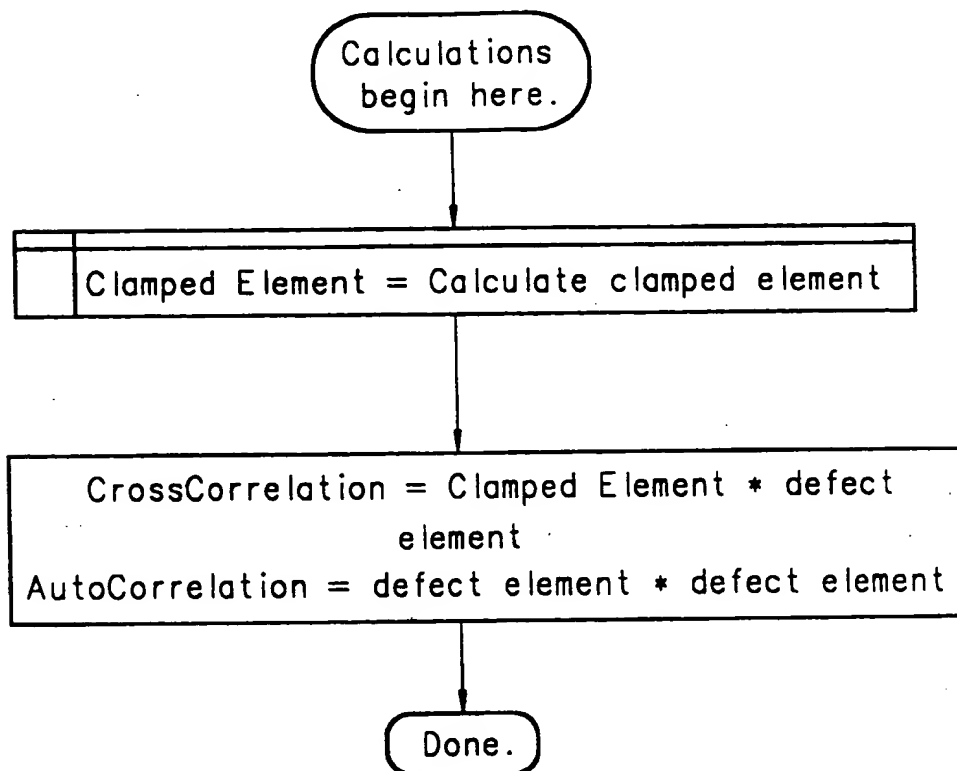 Calculations
begin here.
Clamped Element = Calculate clamped element
CrossCorrelation = Clamped Element * defect
element
AutoCorrelation = defect element * defect element
Done.